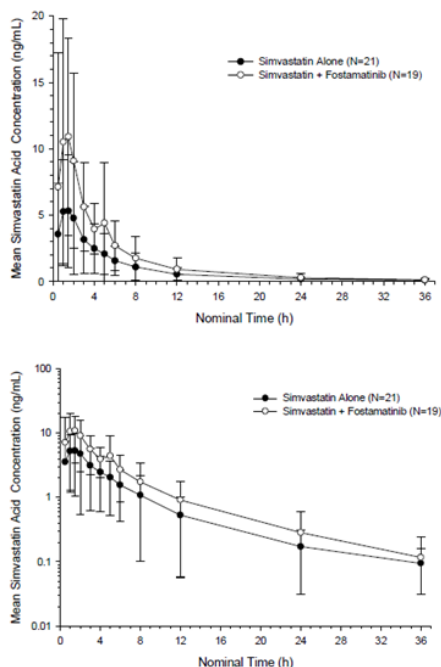 Mean Simvastatin Acid Concentration (ng/mL)
20
15
10
5
0
Simvastatin Alone (N=21)
Simvastatin + Fostamatinib (N=19)
0 4 8 12 16 20 24 28 32 36
Nominal Time (h)
Mean Simvastatin Acid Concentration (ng/mL)
100
10
1
0.1
0.01
Simvastatin Alone (N=21)
Simvastatin + Fostamatinib (N=19)
0 4 8 12 16 20 24 28 32 36
Nominal Time (h)